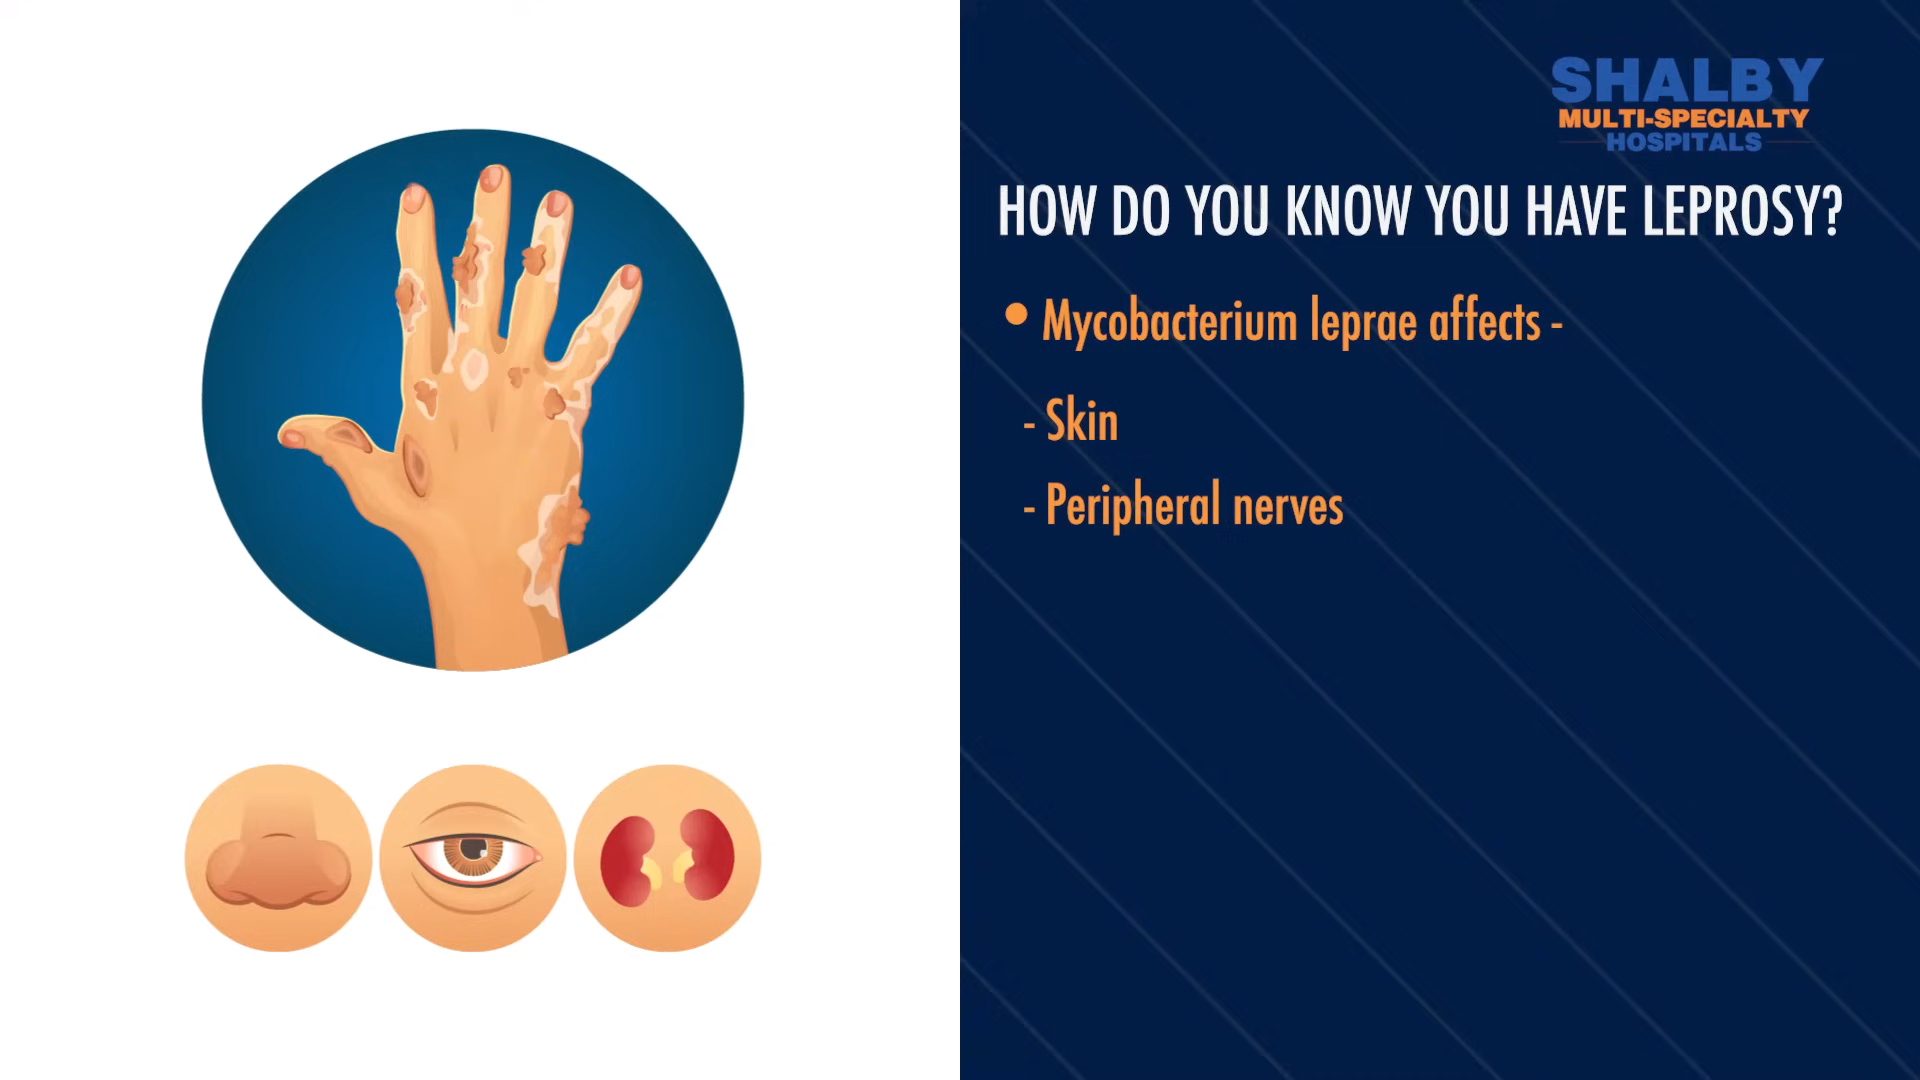 SHALBY
MULTI-SPECIALTY
HOSPITALS
HOW DO YOU KNOW YOU HAVE LEPROSY?
• Mycobacterium leprae affects -
- Skin
- Peripheral nerves